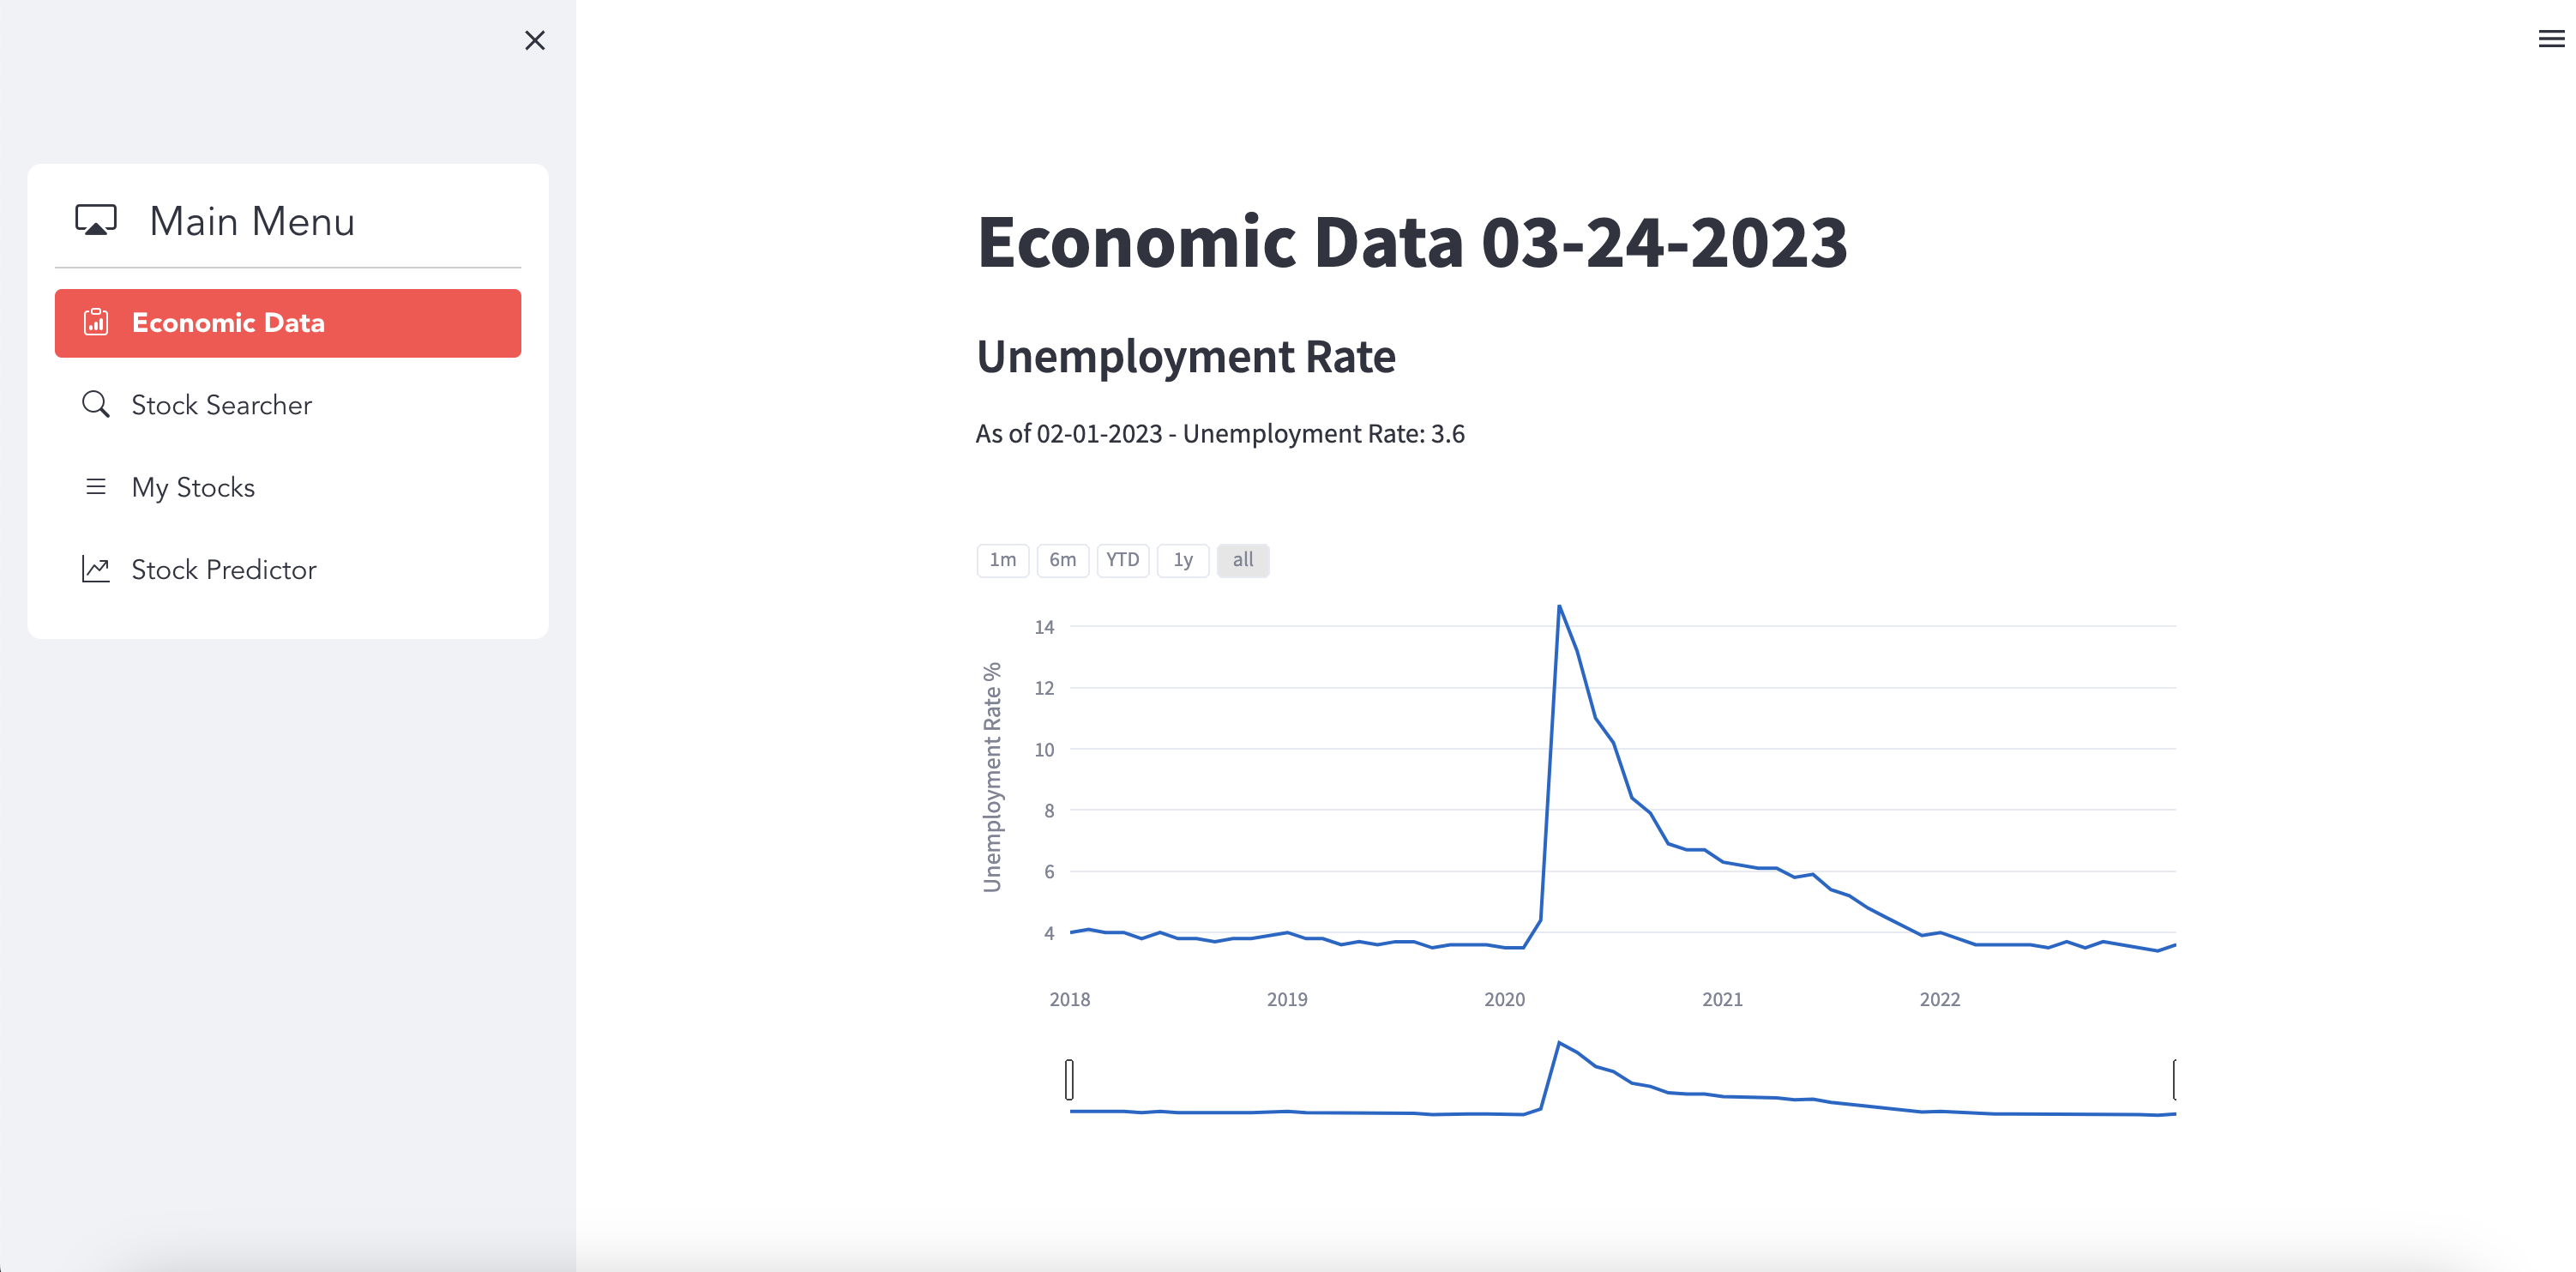 Main Menu
Economic Data
Stock Searcher
My Stocks
Stock Predictor
Economic Data 03-24-2023
Unemployment Rate
As of 02-01-2023 - Unemployment Rate: 3.6
1m 6m YTD 1y all
Unemployment Rate %
14
12
10
8
6
4
2018 2019 2020 2021 2022